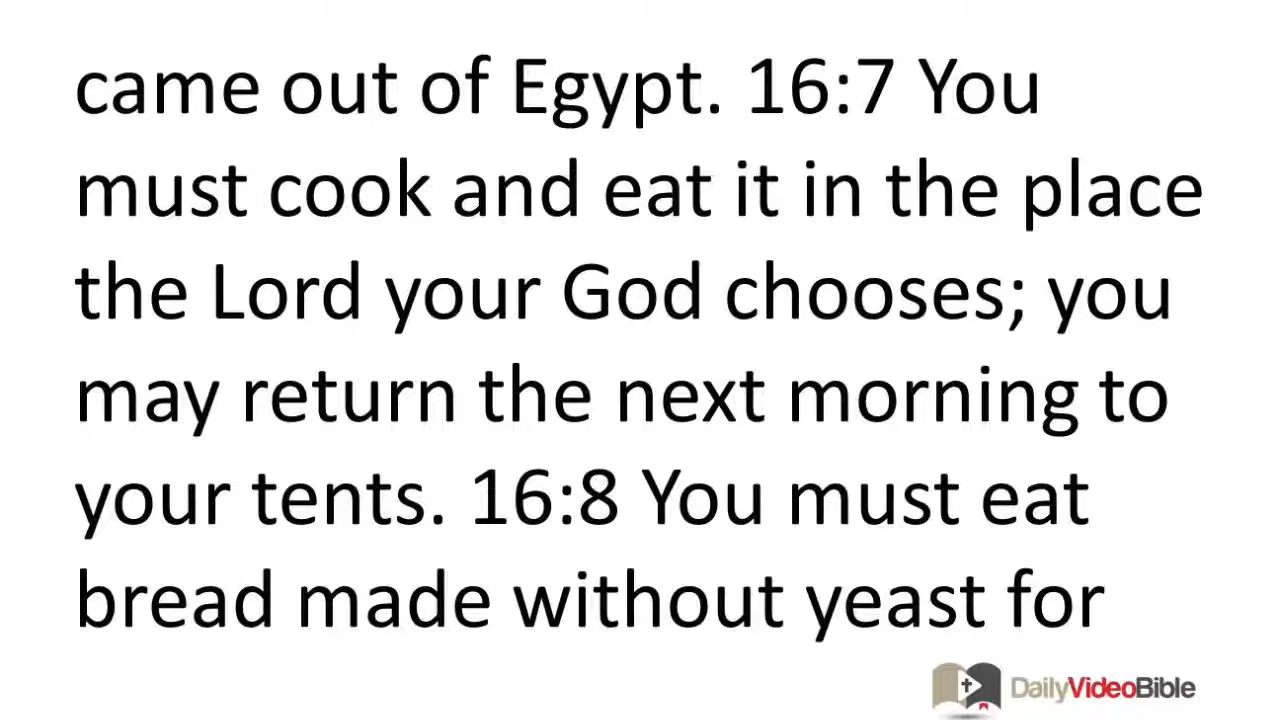 came out of Egypt. 16:7 You
must cook and eat it in the place
the Lord your God chooses; you
may return the next morning to
your tents. 16:8 You must eat
bread made without yeast for
DailyVideoBible